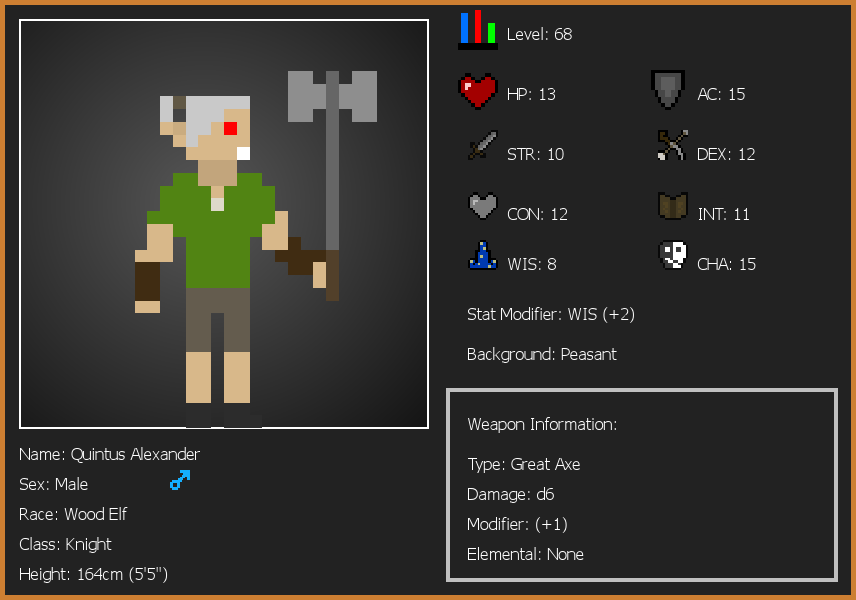 Level: 68
HP: 13
AC: 15
STR: 10
DEX: 12
CON: 12
INT: 11
WIS: 8
CHA: 15
Stat Modifier: WIS (+2)
Background: Peasant
Weapon Information:
Type: Great Axe
Damage: d6
Modifier: (+1)
Elemental: None
Name: Quintus Alexander
Sex: Male
Race: Wood Elf
Class: Knight
Height: 164cm (5'5")